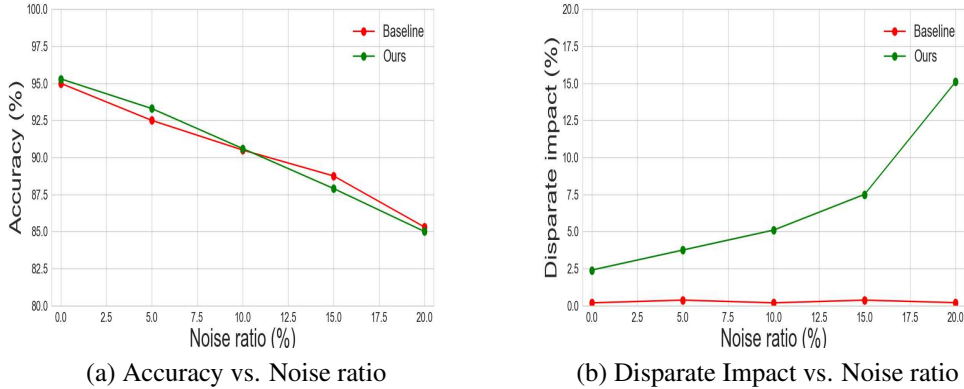 100.0
97.5
95.0
92.5
90.0
87.5
85.0
82.5
80.0
Accuracy (%)
Baseline
Ours
0.0 2.5 5.0 7.5 10.0 12.5 15.0 17.5 20.0
Noise ratio (%)
(a) Accuracy vs. Noise ratio
20.0
17.5
15.0
12.5
10.0
7.5
5.0
2.5
0.0
Disparate impact (%)
Baseline
Ours
0.0 2.5 5.0 7.5 10.0 12.5 15.0 17.5 20.0
Noise ratio (%)
(b) Disparate Impact vs. Noise ratio